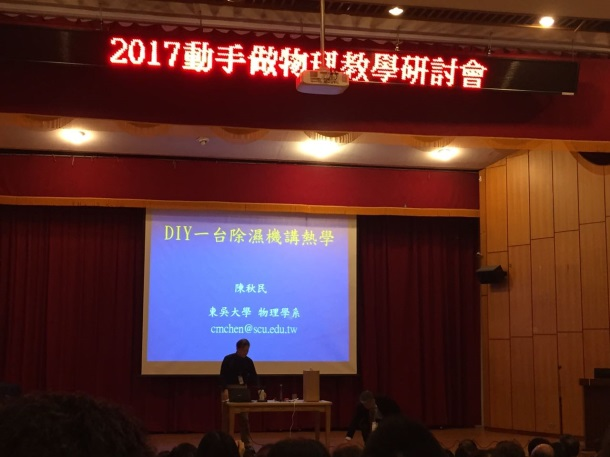 2017動手做物理教學研討會
DIY一台除濕機講熱學
陳秋民
東吳大學 物理學系
cmchen@scu.edu.tw